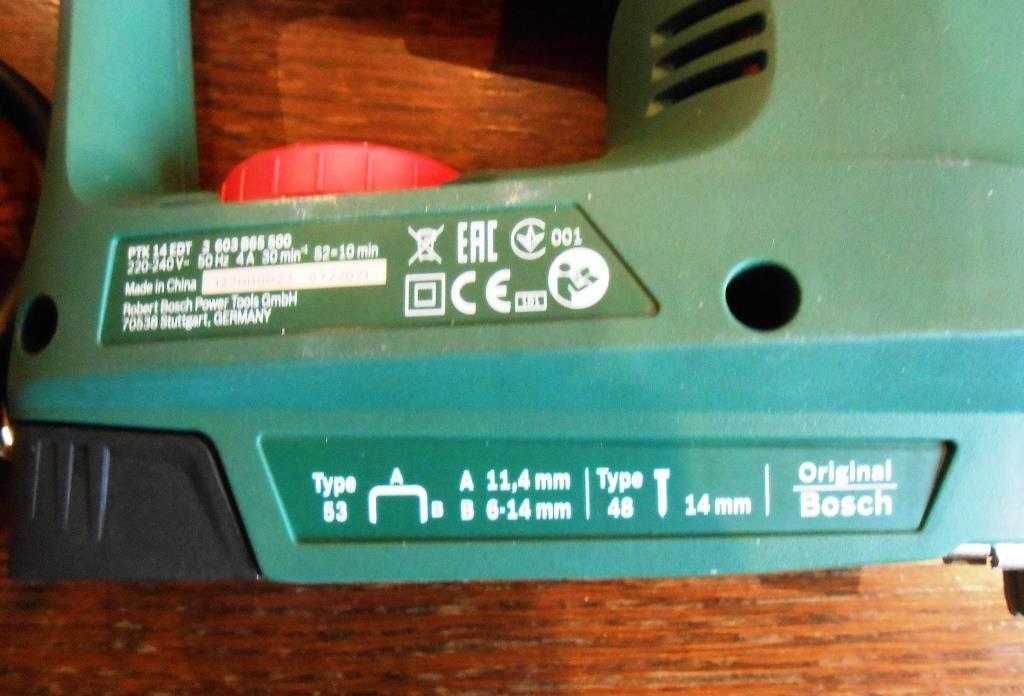 PTK 14 EDT 3 603 B65 500
220-240 V~ 50 Hz 4 A 30 min⁻¹ S2=10 min
Made in China
Robert Bosch Power Tools GmbH
70538 Stuttgart, GERMANY
EAC
001
CE
Type
53
A
B
A 11,4 mm
B 6-14 mm
Type
48
14 mm
Original
Bosch